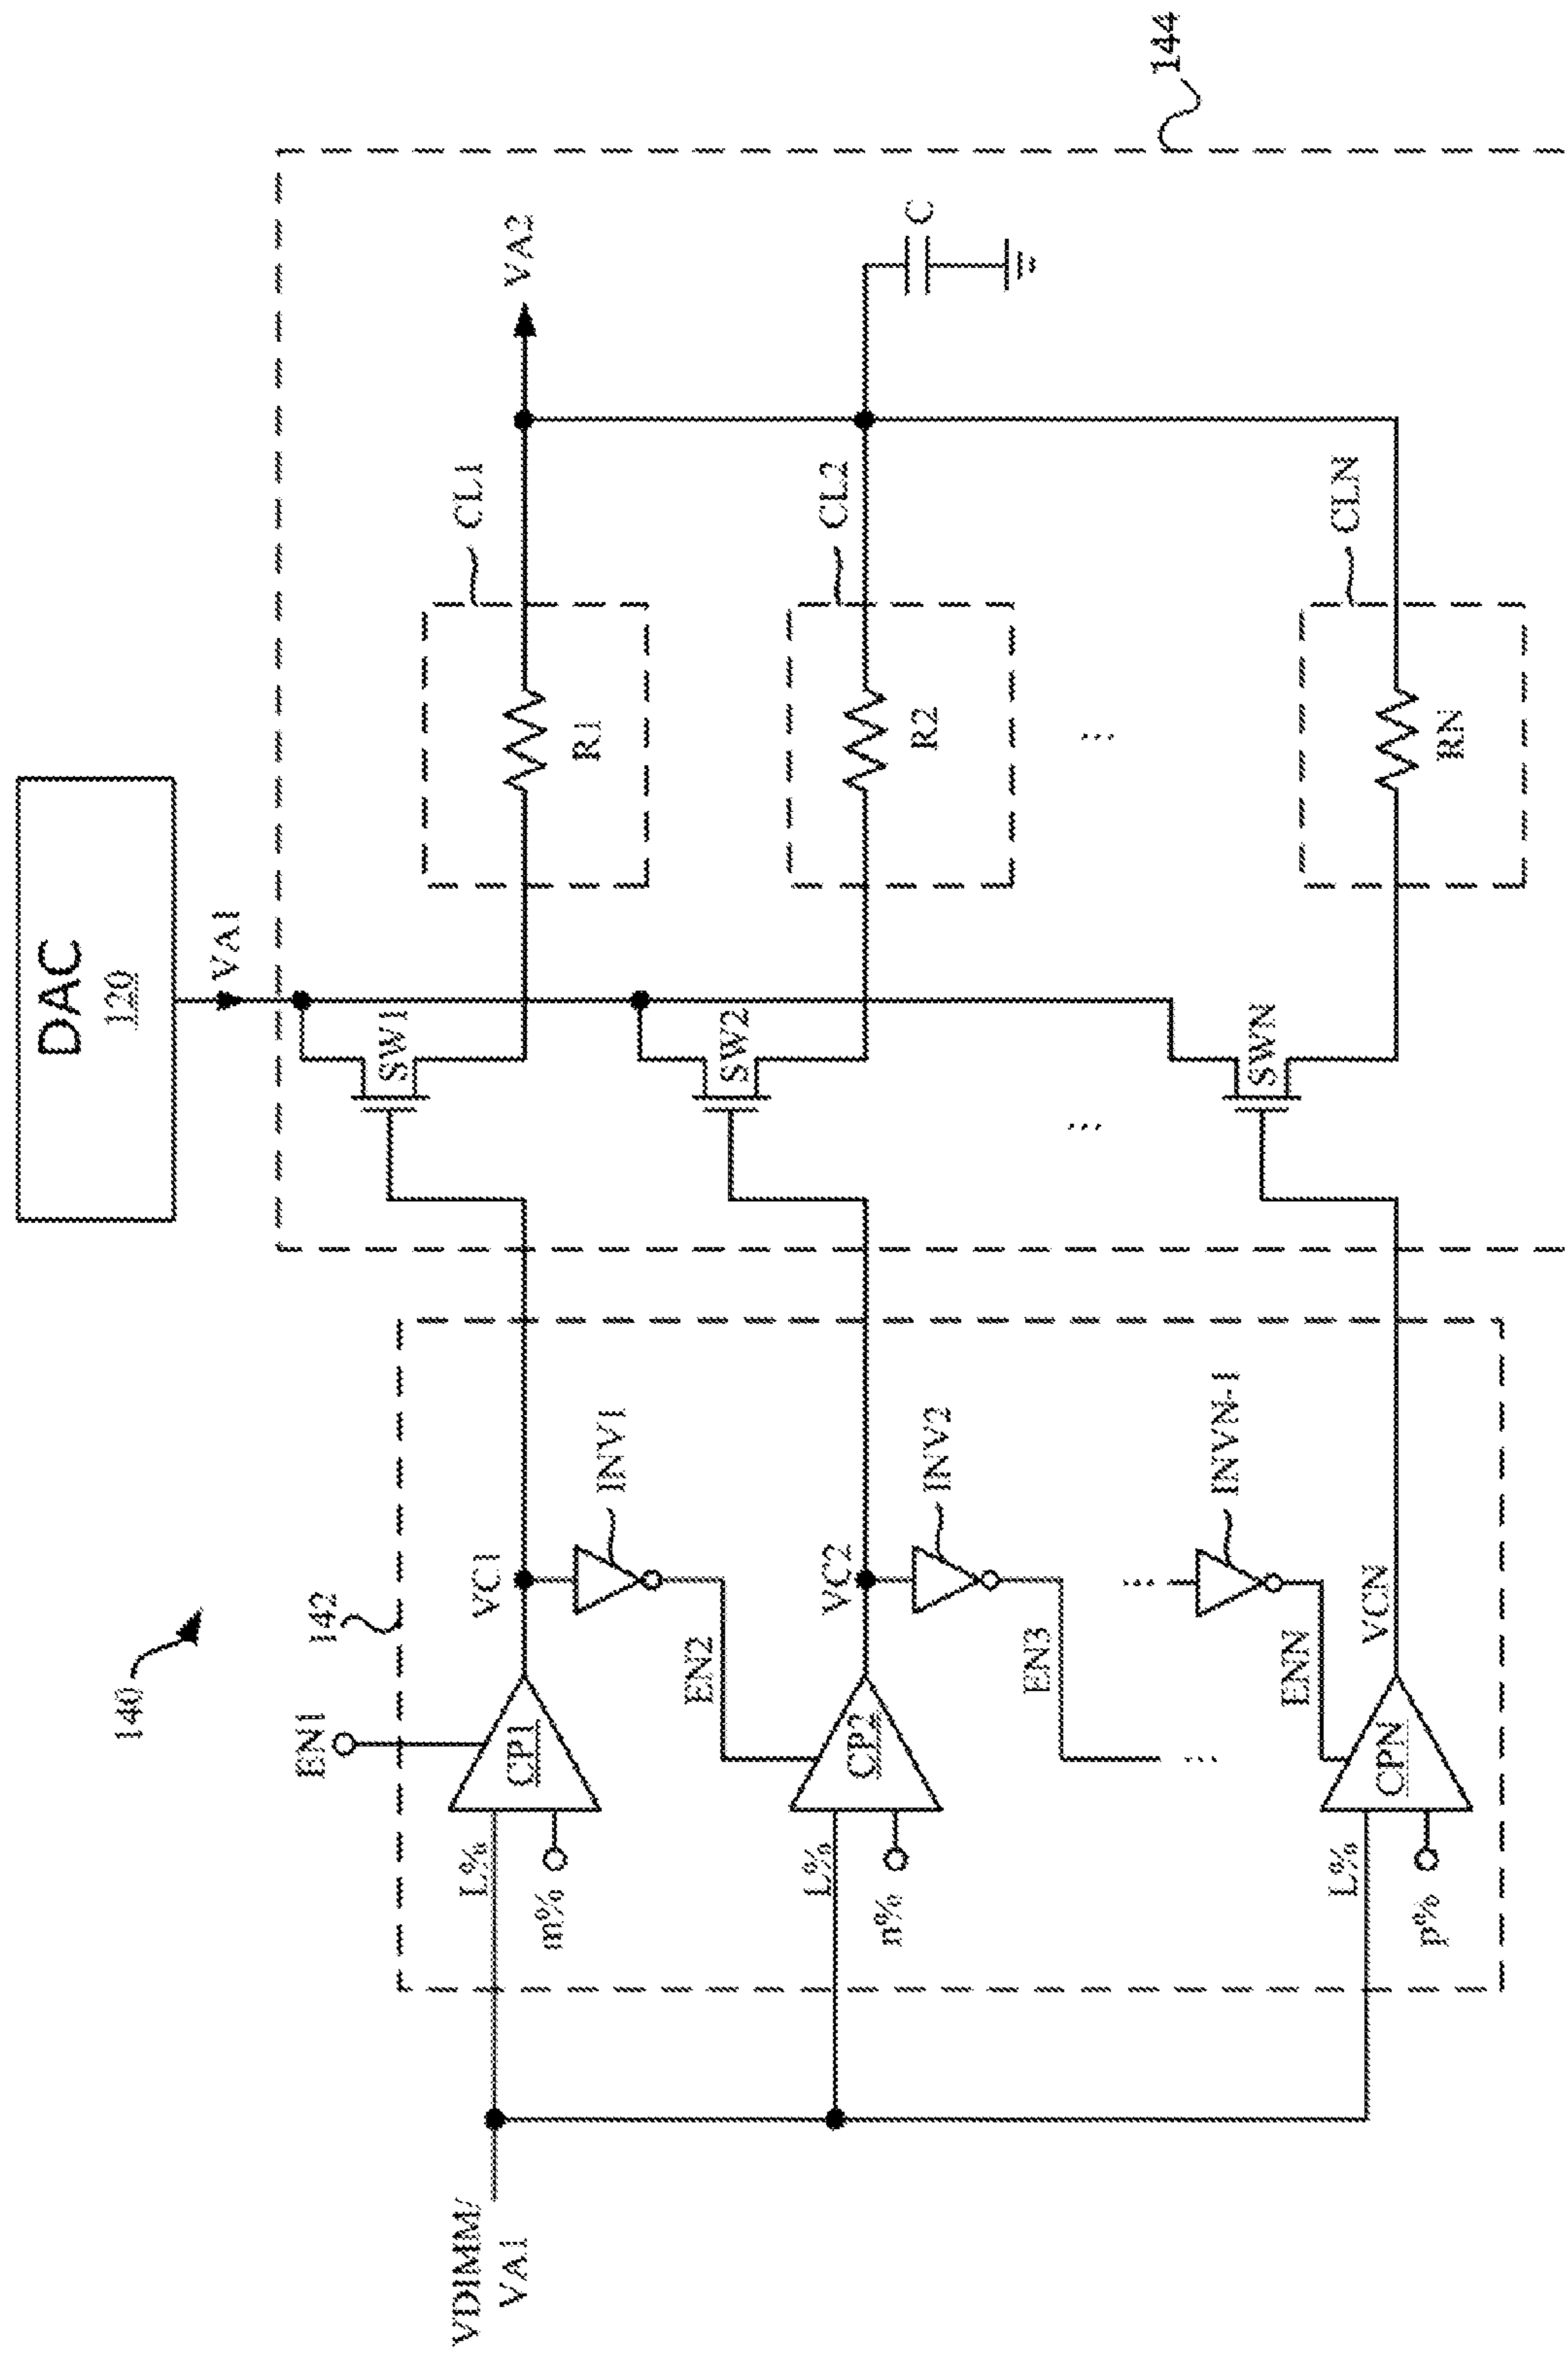 DAC
120
VA1
144
140
142
EN1
VC1
SW1
CL1
VA2
L%
CP1
INV1
R1
m%
EN2
VC2
SW2
CL2
C
L%
CP2
INV2
R2
n%
EN3
...
...
...
...
INVN-1
ENN
VCN
SWN
CLN
L%
CPN
RN
p%
VDIMM/
VA1